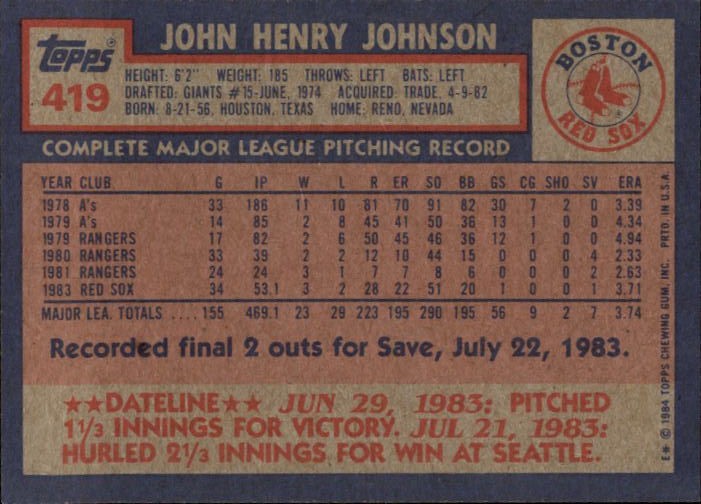 topps
419
JOHN HENRY JOHNSON
HEIGHT: 6'2" WEIGHT: 185 THROWS: LEFT BATS: LEFT
DRAFTED: GIANTS #15-JUNE, 1974 ACQUIRED: TRADE, 4-9-82
BORN: 8-21-56, HOUSTON, TEXAS HOME: RENO, NEVADA
BOSTON
RED SOX
COMPLETE MAJOR LEAGUE PITCHING RECORD
YEAR CLUB G IP W L R ER SO BB GS CG SHO SV ERA
1978 A's 33 186 11 10 81 70 91 82 30 7 2 0 3.39
1979 A's 14 85 2 8 45 41 50 36 13 1 0 0 4.34
1979 RANGERS 17 82 2 6 50 45 46 36 12 1 0 0 4.94
1980 RANGERS 33 39 2 2 12 10 44 15 0 0 0 4 2.33
1981 RANGERS 24 24 3 1 7 7 8 6 0 0 0 2 2.63
1983 RED SOX 34 53.1 3 2 28 22 51 20 1 0 0 1 3.71
MAJOR LEA. TOTALS .... 155 469.1 23 29 223 195 290 195 56 9 2 7 3.74
Recorded final 2 outs for Save, July 22, 1983.
★★DATELINE★★ JUN 29, 1983: PITCHED
1 1/3 INNINGS FOR VICTORY. JUL 21, 1983:
HURLED 2 1/3 INNINGS FOR WIN AT SEATTLE.
E* © 1984 TOPPS CHEWING GUM, INC. PRTD. IN U.S.A.